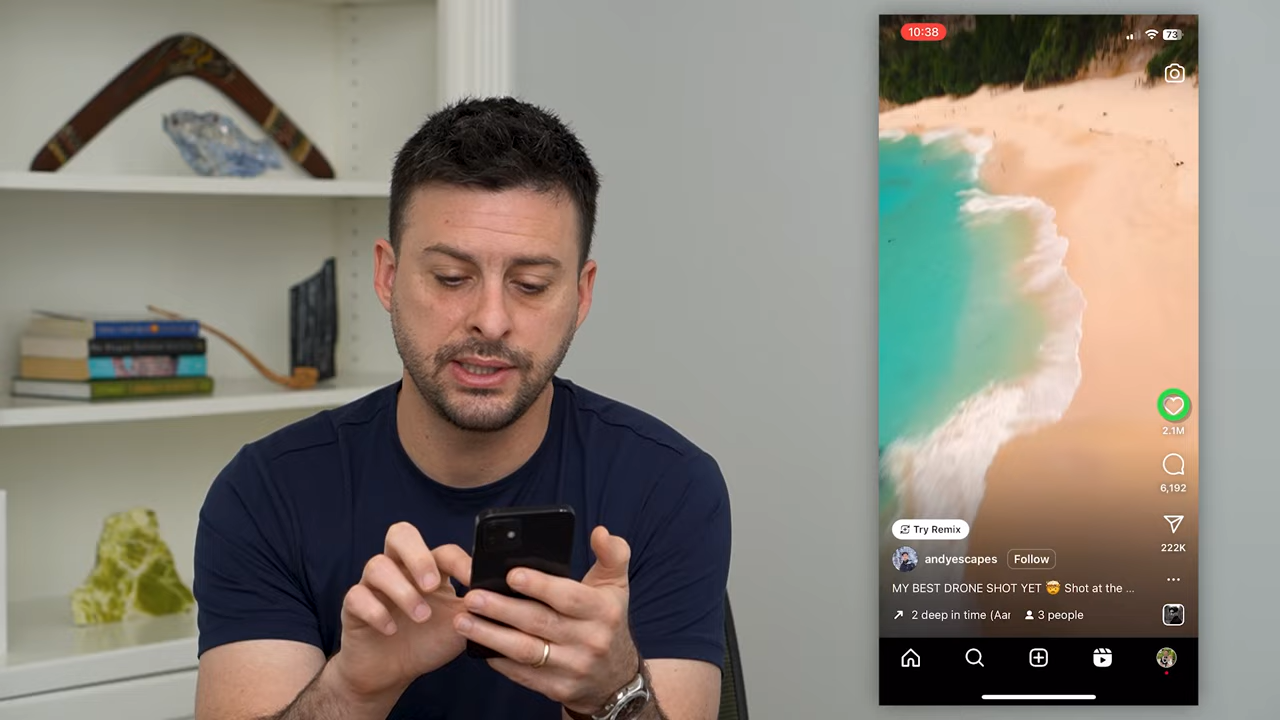 10:38
73
2.1M
6,192
222K
Try Remix
andyescapes
Follow
MY BEST DRONE SHOT YET 🤯 Shot at the ...
2 deep in time (Aar
3 people